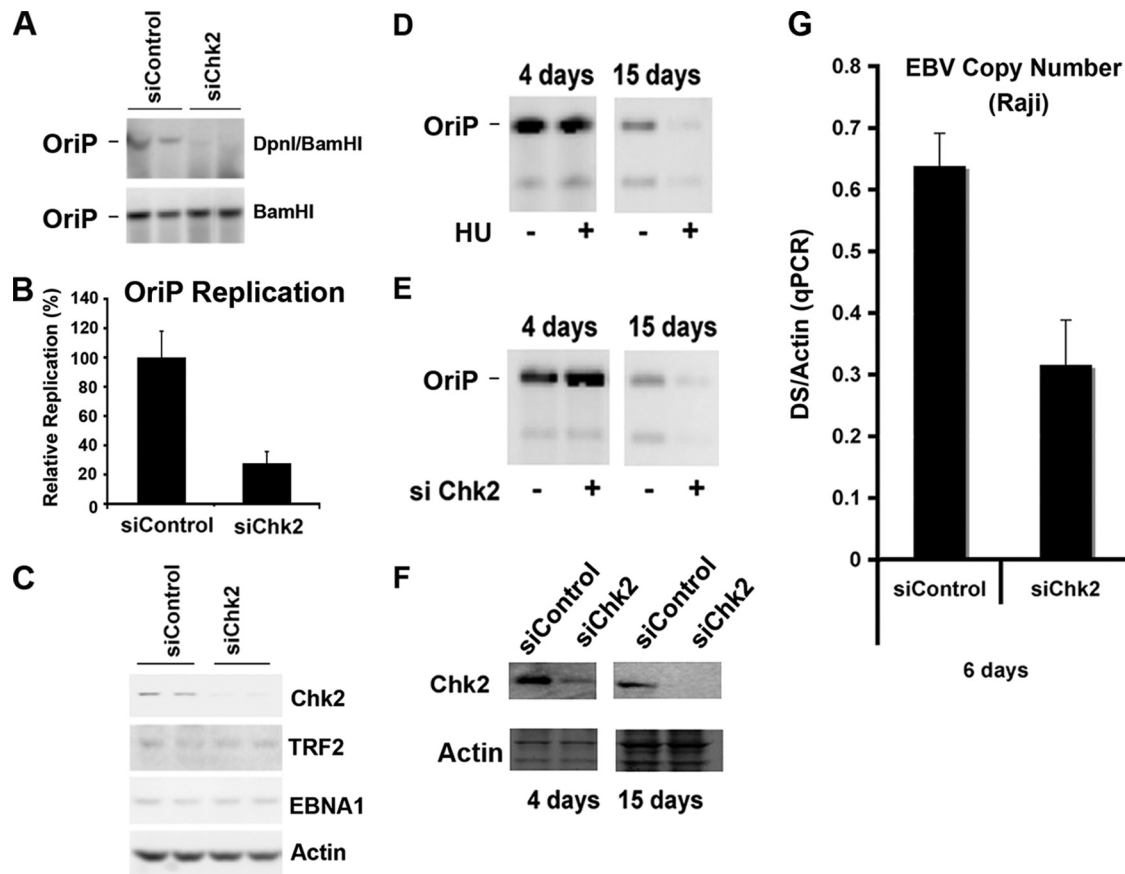 A
siControl
siChk2
OriP –
DpnI/BamHI
OriP –
BamHI
B
OriP Replication
Relative Replication (%)
140
120
100
80
60
40
20
0
siControl
siChk2
C
siControl
siChk2
Chk2
TRF2
EBNA1
Actin
D
4 days
15 days
OriP –
HU
- + - +
E
4 days
15 days
OriP –
si Chk2
- + - +
F
siControl
siChk2
siControl
siChk2
Chk2
Actin
4 days
15 days
G
EBV Copy Number
(Raji)
DS/Actin (qPCR)
0.8
0.7
0.6
0.5
0.4
0.3
0.2
0.1
0
siControl
siChk2
6 days